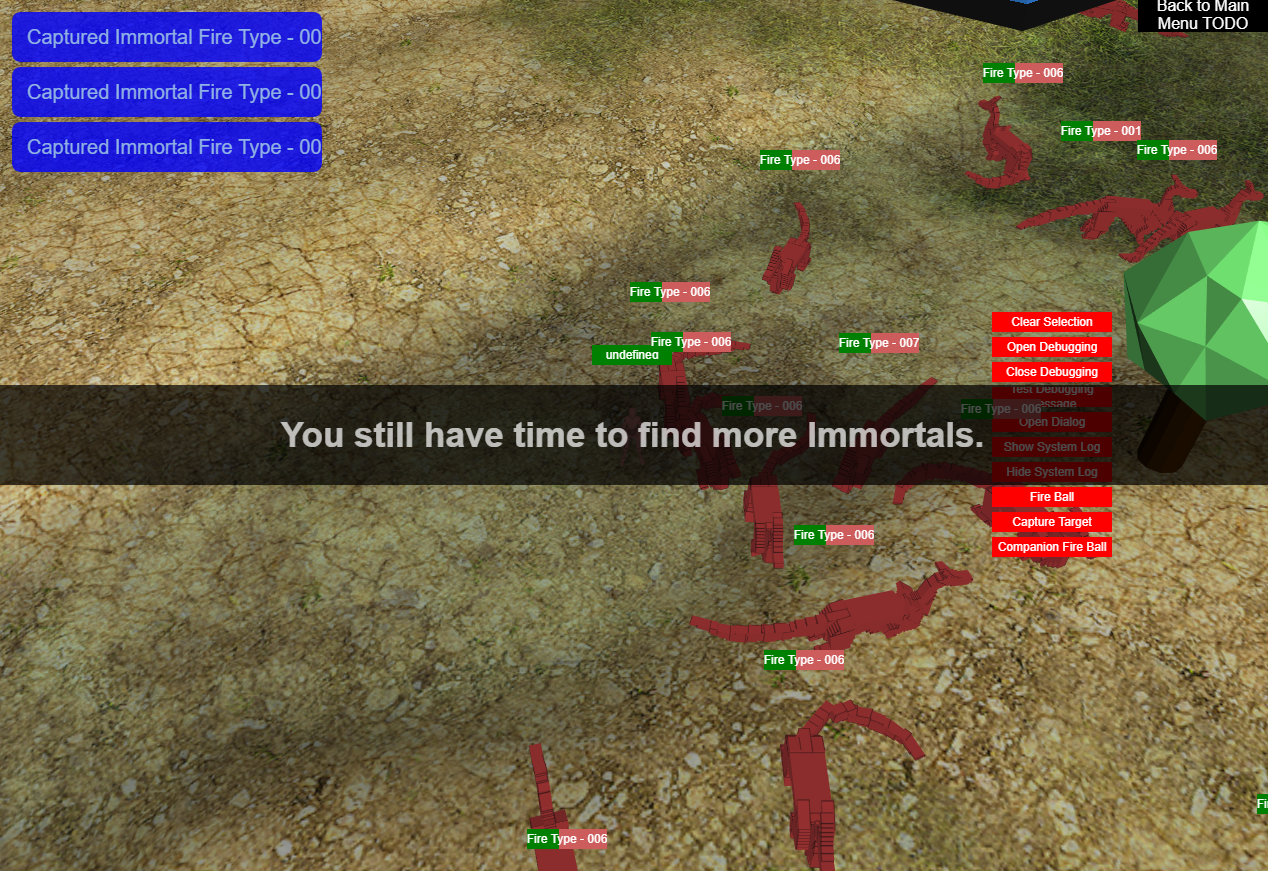 Captured Immortal Fire Type - 00
Captured Immortal Fire Type - 00
Captured Immortal Fire Type - 00
Back to Main
Menu TODO
Fire Type - 006
Fire Type - 001
Fire Type - 006
Fire Type - 006
Fire Type - 006
Fire Type - 006
undefined
Fire Type - 007
Clear Selection
Open Debugging
Close Debugging
Test Debugging
Fire Type - 006
Fire Type - 006
Open Dialog
You still have time to find more Immortals.
Show System Log
Hide System Log
Fire Ball
Capture Target
Companion Fire Ball
Fire Type - 006
Fire Type - 006
Fire Type - 006